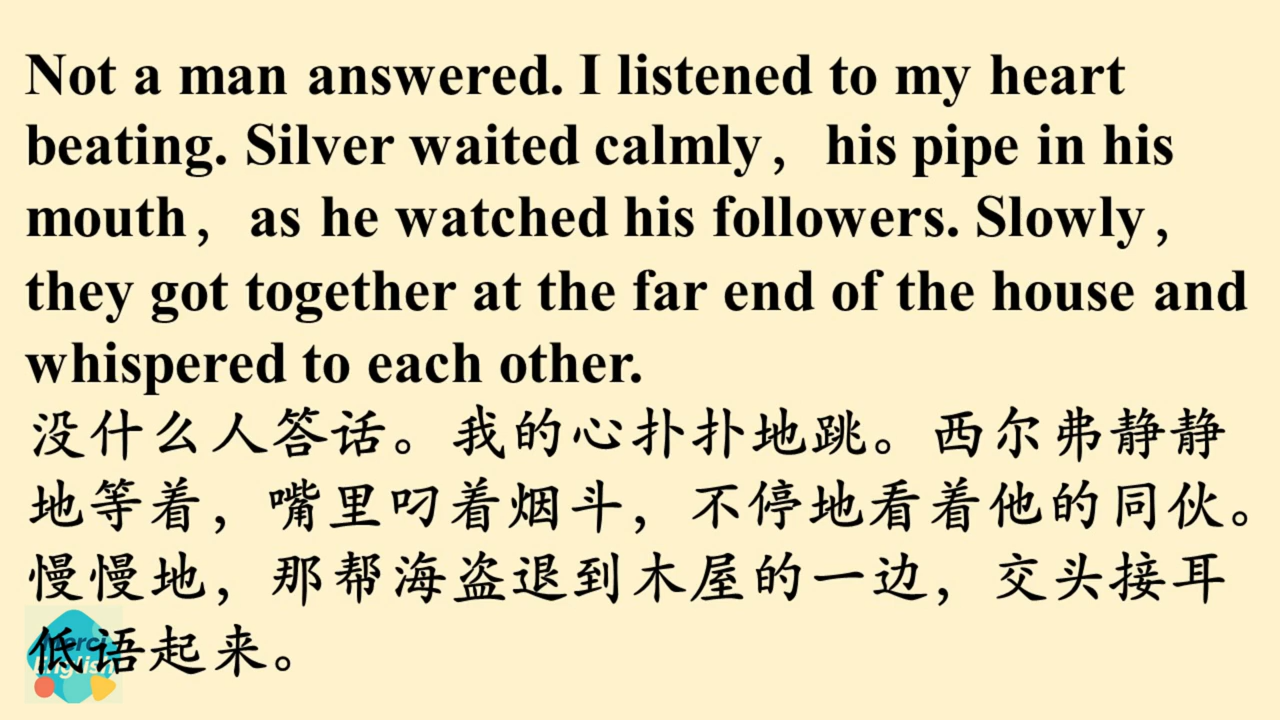 Not a man answered. I listened to my heart
beating. Silver waited calmly，his pipe in his
mouth，as he watched his followers. Slowly，
they got together at the far end of the house and
whispered to each other.
没什么人答话。我的心扑扑地跳。西尔弗静静
地等着，嘴里叼着烟斗，不停地看着他的同伙。
慢慢地，那帮海盗退到木屋的一边，交头接耳
低语起来。
Merci
English